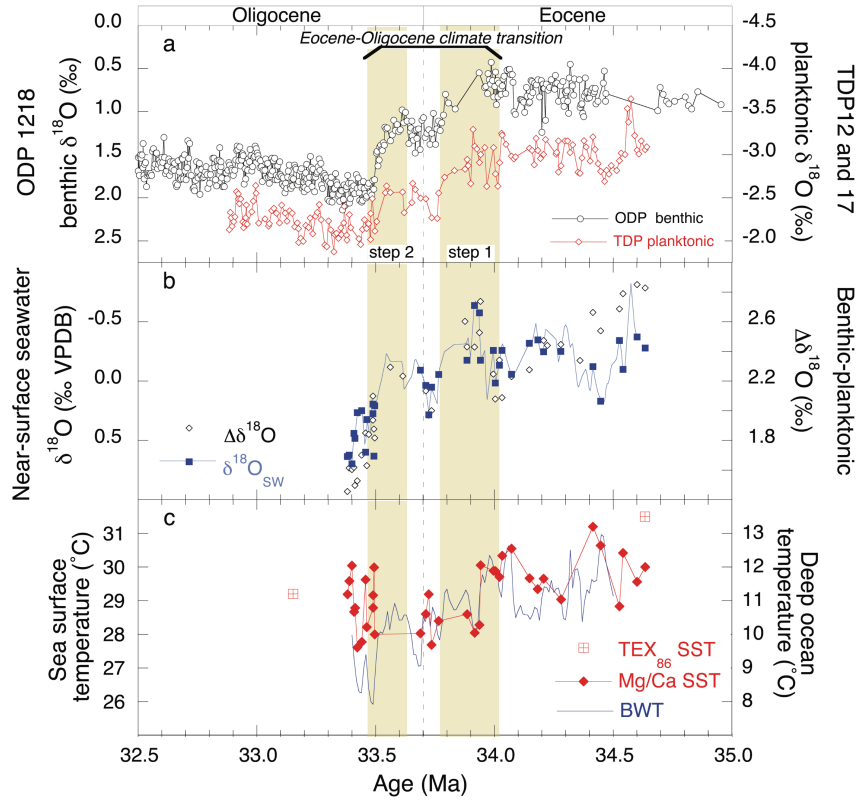 Oligocene Eocene
0.0 -4.5
a Eocene-Oligocene climate transition
0.5 -4.0
1.0 -3.5
1.5 -3.0
2.0 -2.5
2.5 -2.0
ODP 1218
benthic δ18O (‰)
TDP12 and 17
planktonic δ18O (‰)
ODP benthic
TDP planktonic
step 2 step 1
b
-0.5 2.6
0.0 2.2
0.5 1.8
Near-surface seawater
δ18O (‰ VPDB)
Benthic-planktonic
Δδ18O (‰)
Δδ18O
δ18OSW
c
31 13
30 12
29 11
28 10
27 9
26 8
Sea surface
temperature (°C)
Deep ocean
temperature (°C)
TEX86 SST
Mg/Ca SST
BWT
32.5 33.0 33.5 34.0 34.5 35.0
Age (Ma)